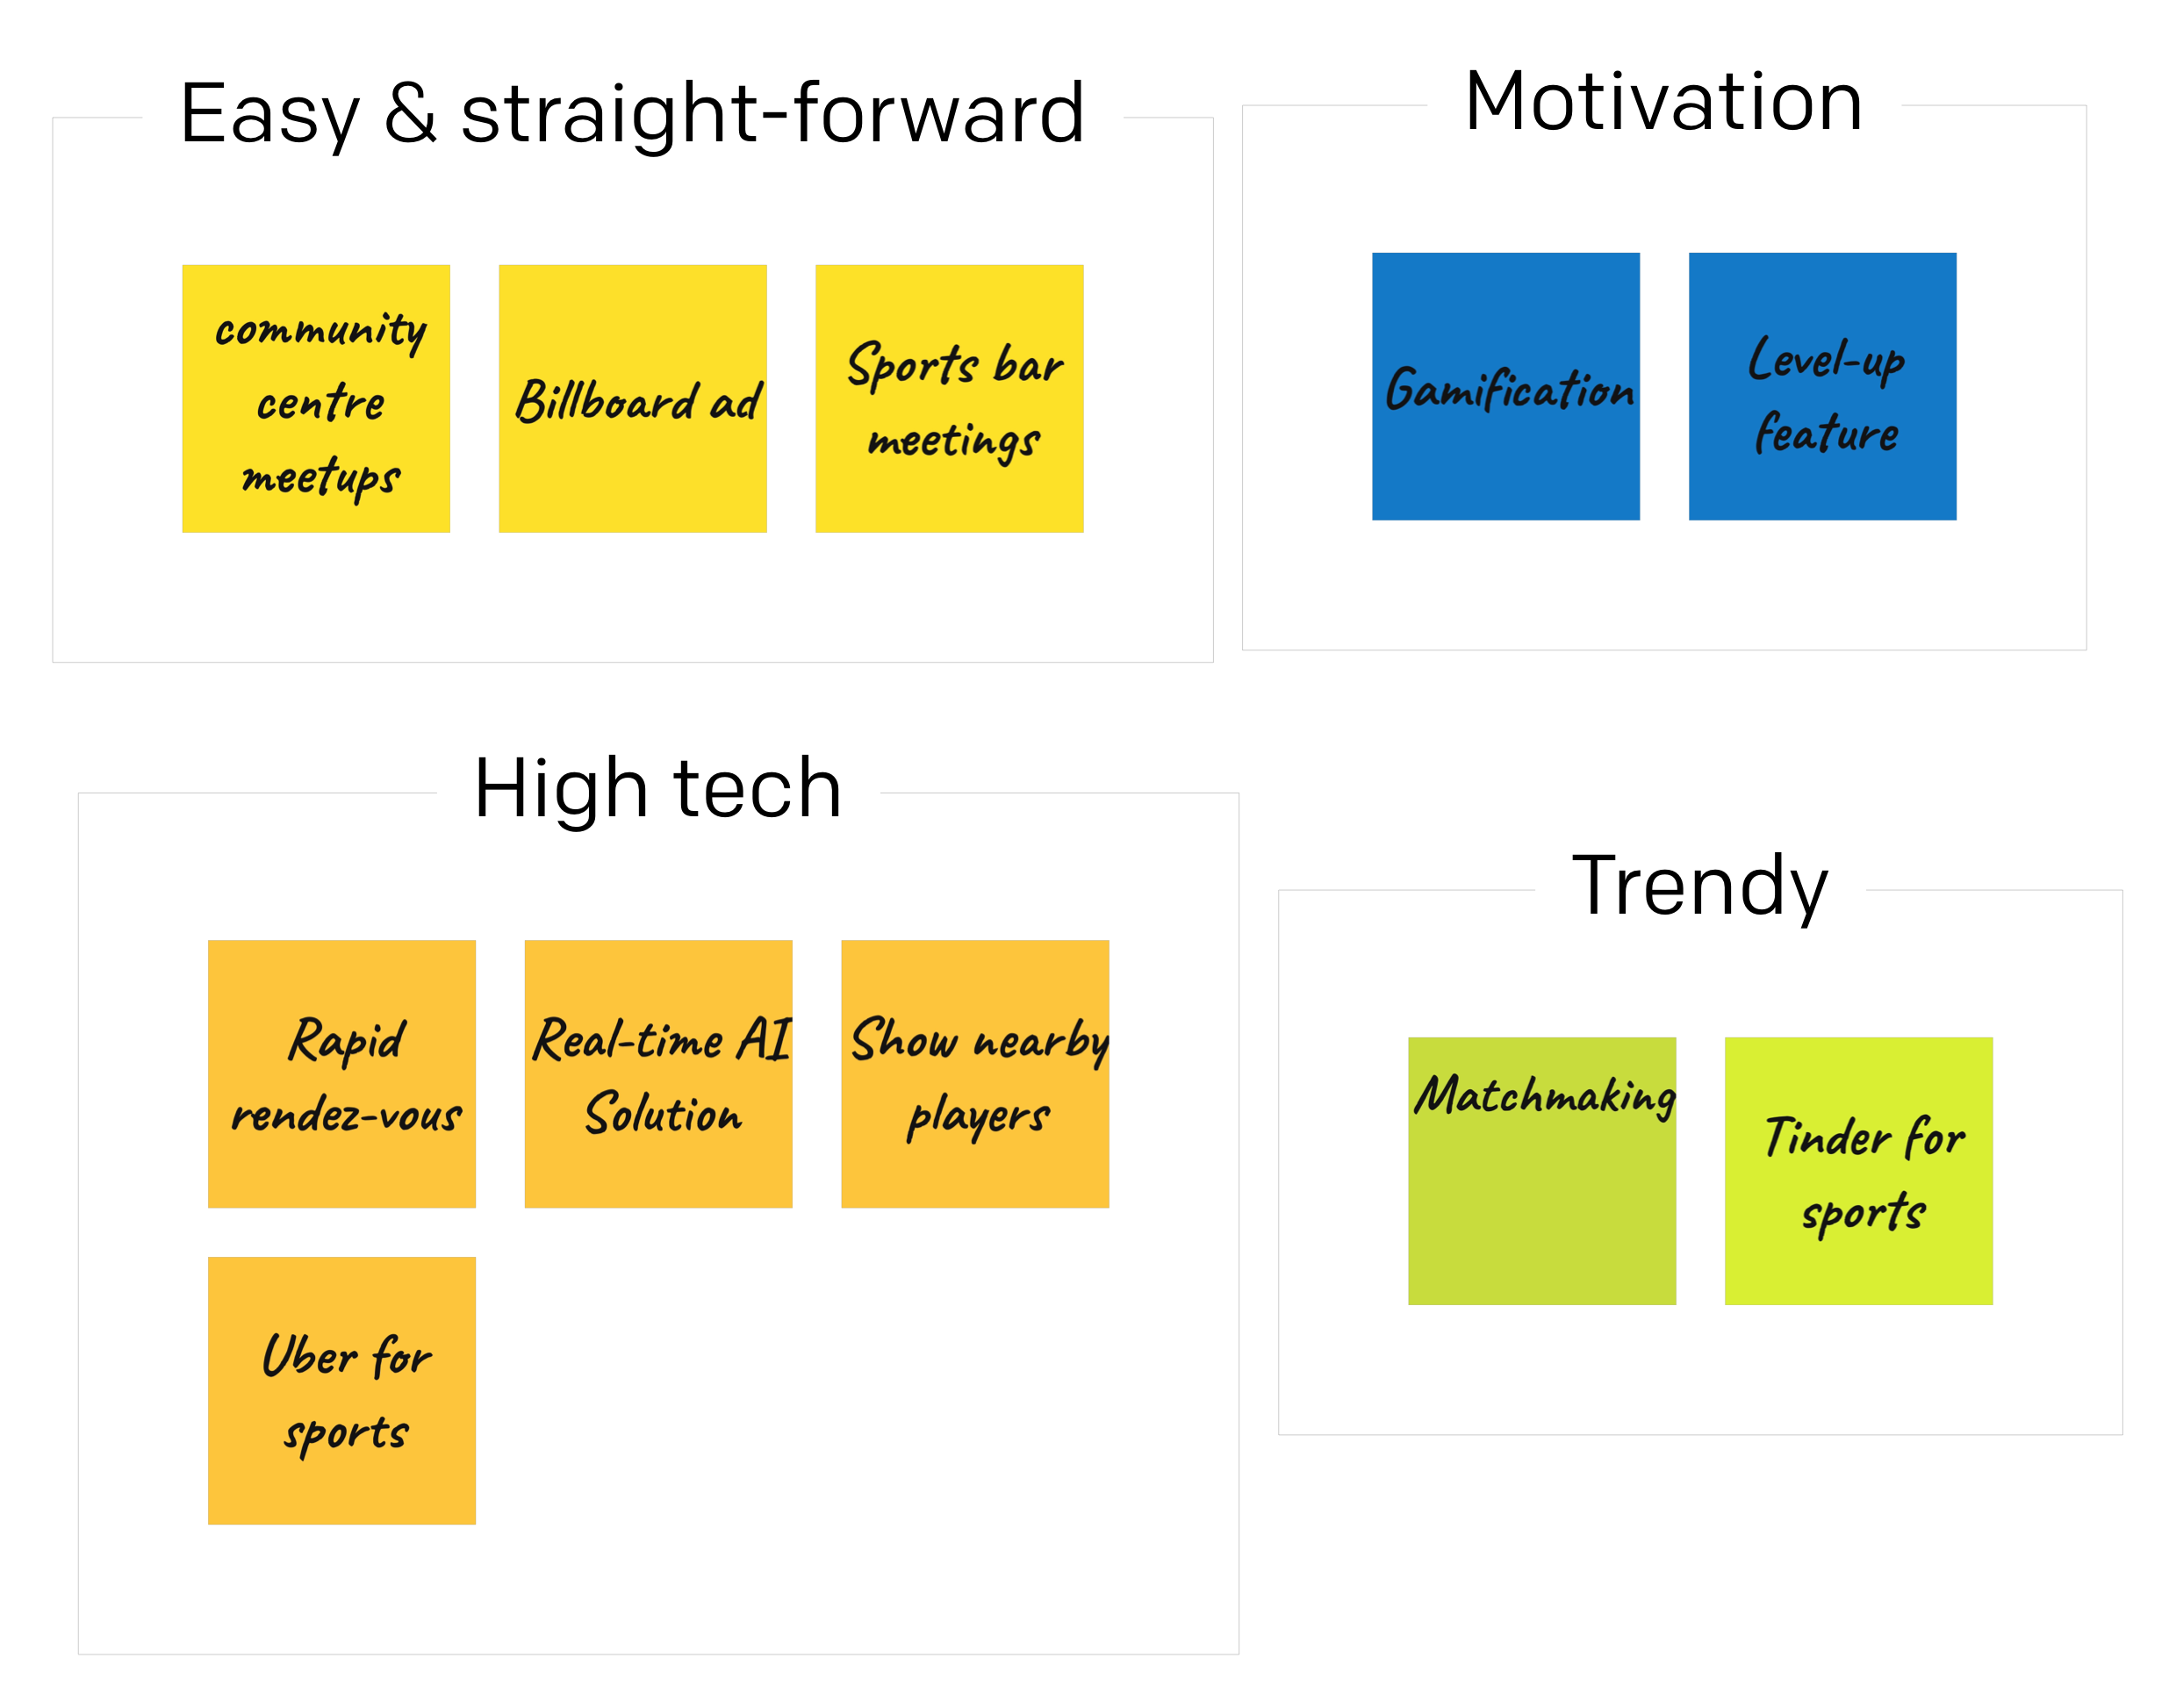 Easy & straight-forward
community
centre
meetups
Billboard ad
Sports bar
meetings
Motivation
Gamification
Level-up
feature
High tech
Rapid
rendez-vous
Real-time AI
Solution
Show nearby
players
Uber for
sports
Trendy
Matchmaking
Tinder for
sports